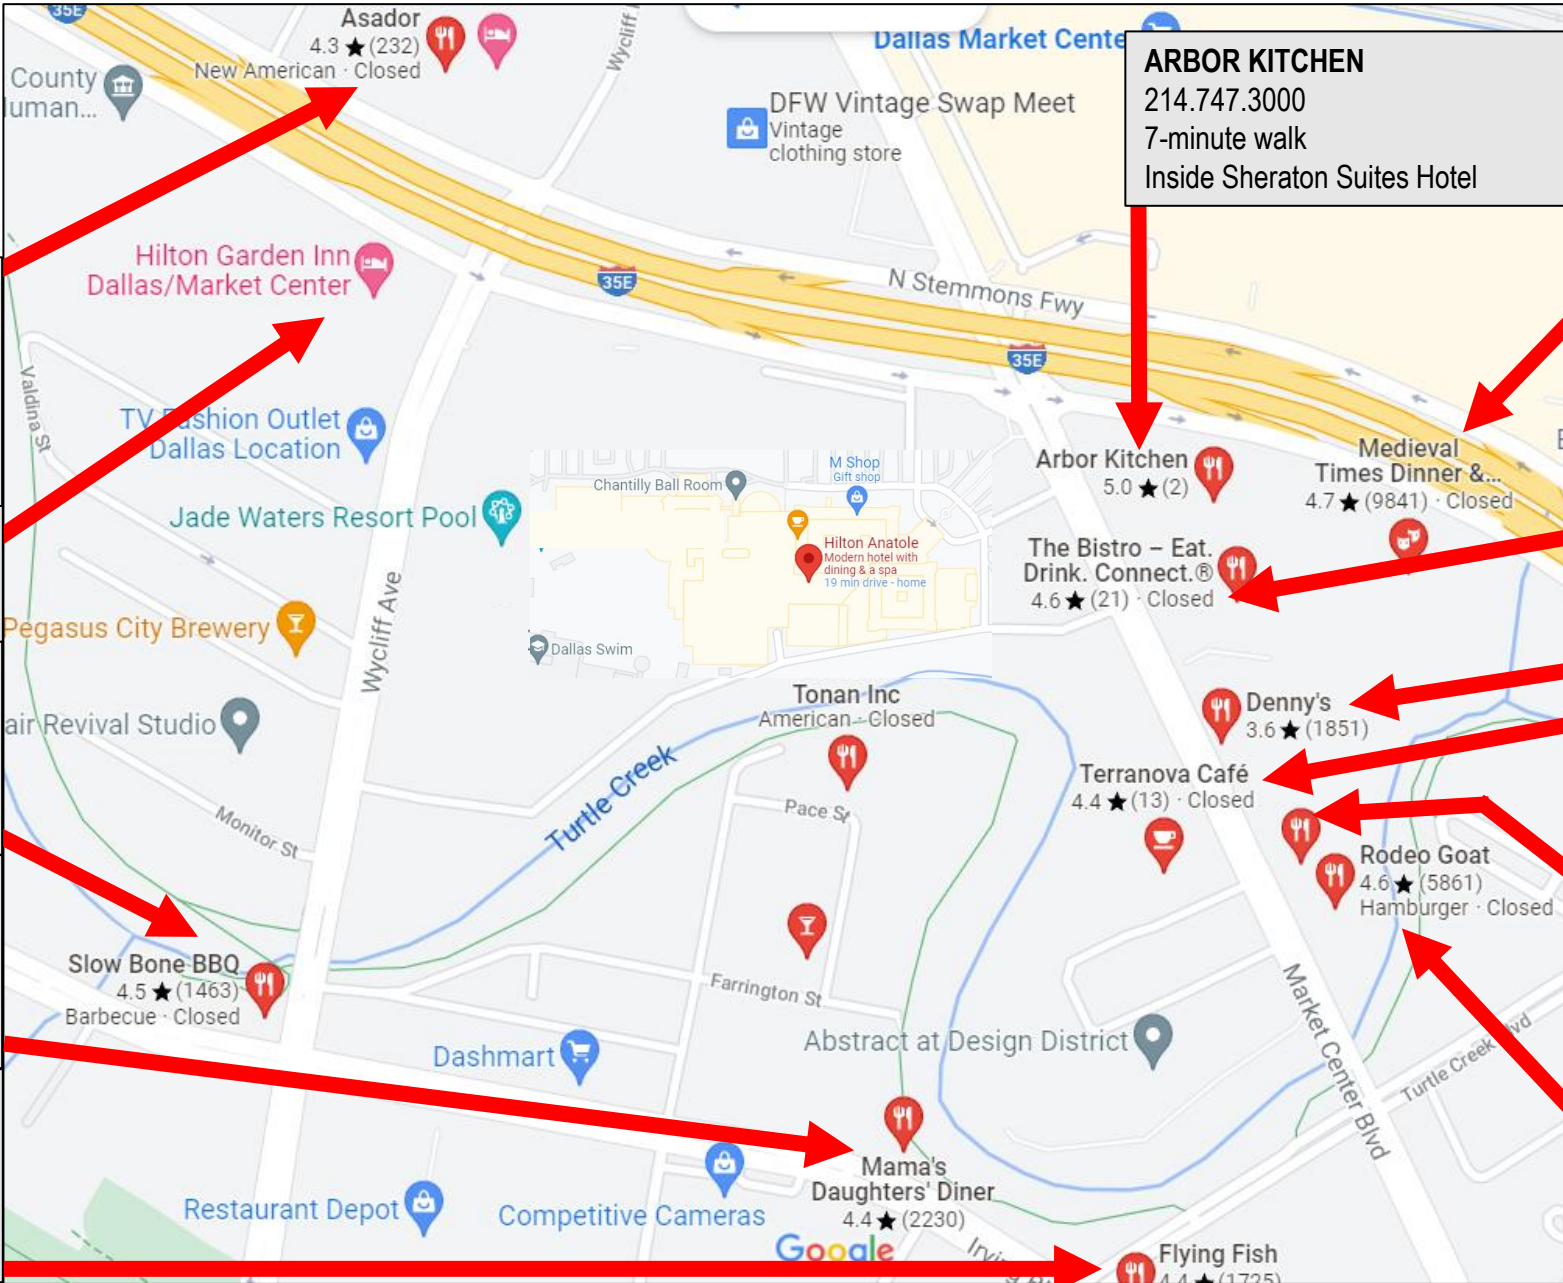 35E
Asador
4.3 ★ (232)
New American · Closed
Wycliff
Dallas Market Cente
ARBOR KITCHEN
214.747.3000
7-minute walk
Inside Sheraton Suites Hotel
County
uman...
DFW Vintage Swap Meet
Vintage
clothing store
Hilton Garden Inn
Dallas/Market Center
35E
N Stemmons Fwy
35E
Valdina St
TV Fashion Outlet
Dallas Location
Jade Waters Resort Pool
Chantilly Ball Room
M Shop
Gift shop
Hilton Anatole
Modern hotel with
dining & a spa
19 min drive - home
Dallas Swim
Arbor Kitchen
5.0 ★ (2)
Medieval
Times Dinner &...
4.7 ★ (9841) · Closed
The Bistro – Eat.
Drink. Connect.®
4.6 ★ (21) · Closed
Pegasus City Brewery
Wycliff Ave
air Revival Studio
Tonan Inc
American · Closed
Denny's
3.6 ★ (1851)
Turtle Creek
Pace St
Terranova Café
4.4 ★ (13) · Closed
Monitor St
Rodeo Goat
4.6 ★ (5861)
Hamburger · Closed
Slow Bone BBQ
4.5 ★ (1463)
Barbecue · Closed
Farrington St
Market Center Blvd
Abstract at Design District
Turtle Creek Blvd
Dashmart
Mama's
Daughters' Diner
4.4 ★ (2230)
Restaurant Depot
Competitive Cameras
Google
Flying Fish
4.4 ★ (1725)